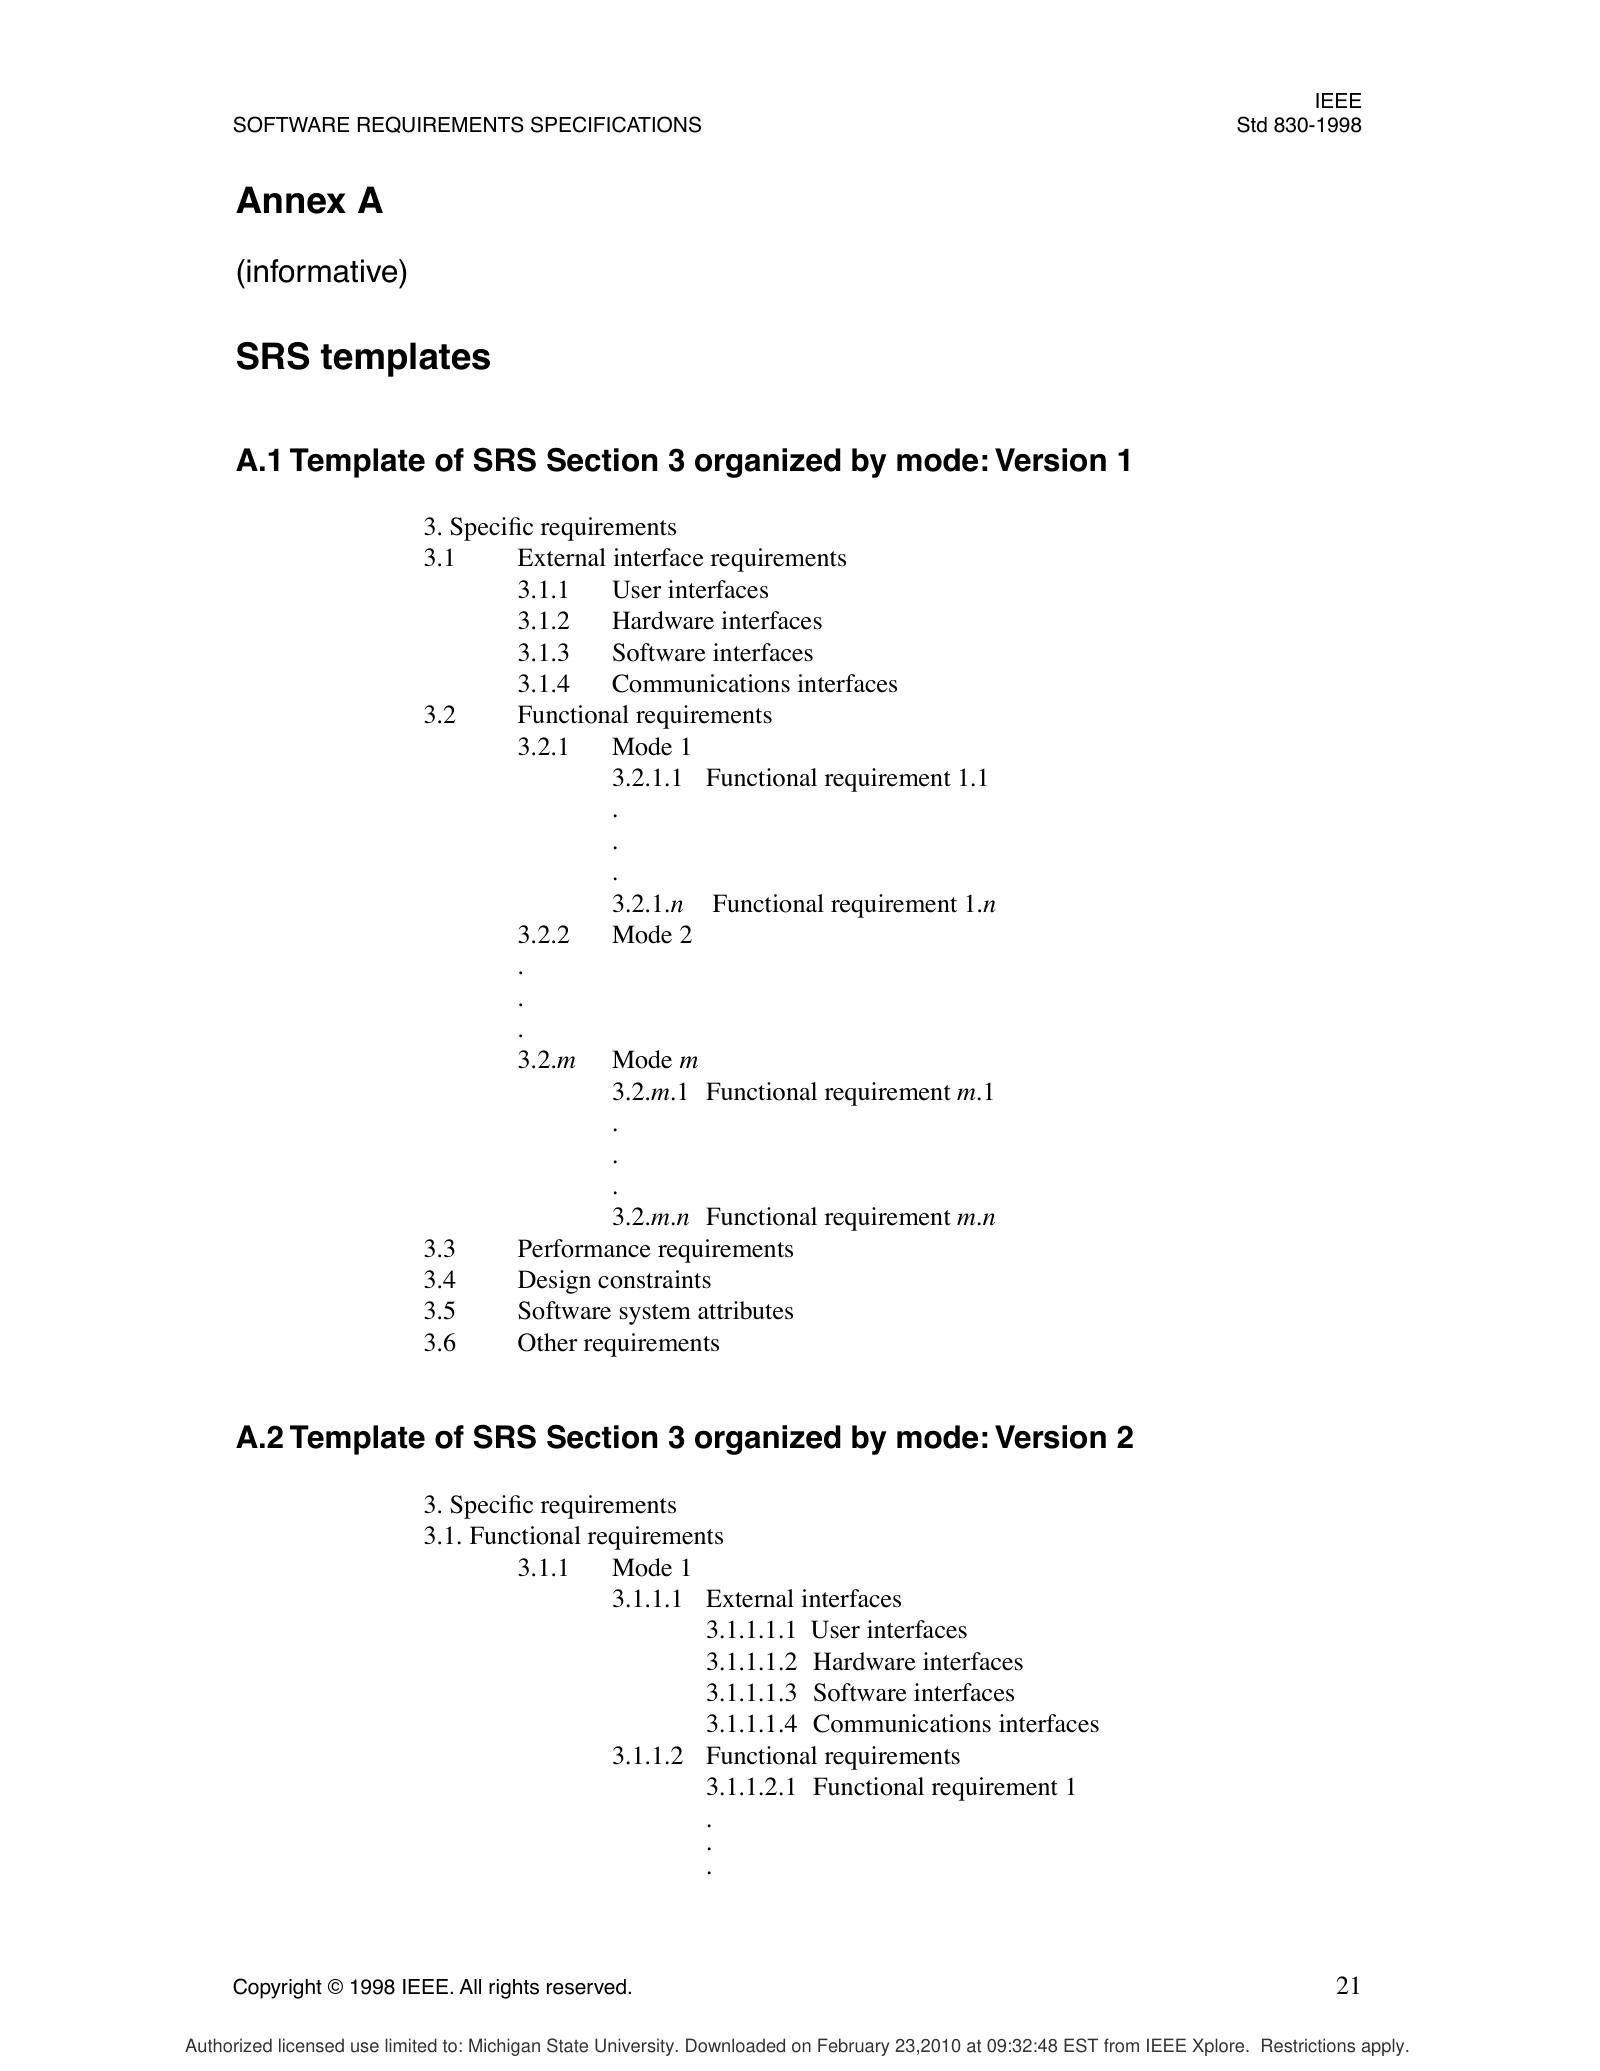 IEEE
SOFTWARE REQUIREMENTS SPECIFICATIONS Std 830-1998
Annex A
(informative)
SRS templates
A.1 Template of SRS Section 3 organized by mode: Version 1
3. Specific requirements
3.1 External interface requirements
3.1.1 User interfaces
3.1.2 Hardware interfaces
3.1.3 Software interfaces
3.1.4 Communications interfaces
3.2 Functional requirements
3.2.1 Mode 1
3.2.1.1 Functional requirement 1.1
.
.
.
3.2.1.n Functional requirement 1.n
3.2.2 Mode 2
.
.
.
3.2.m Mode m
3.2.m.1 Functional requirement m.1
.
.
.
3.2.m.n Functional requirement m.n
3.3 Performance requirements
3.4 Design constraints
3.5 Software system attributes
3.6 Other requirements
A.2 Template of SRS Section 3 organized by mode: Version 2
3. Specific requirements
3.1. Functional requirements
3.1.1 Mode 1
3.1.1.1 External interfaces
3.1.1.1.1 User interfaces
3.1.1.1.2 Hardware interfaces
3.1.1.1.3 Software interfaces
3.1.1.1.4 Communications interfaces
3.1.1.2 Functional requirements
3.1.1.2.1 Functional requirement 1
.
.
.
Copyright © 1998 IEEE. All rights reserved. 21
Authorized licensed use limited to: Michigan State University. Downloaded on February 23,2010 at 09:32:48 EST from IEEE Xplore. Restrictions apply.